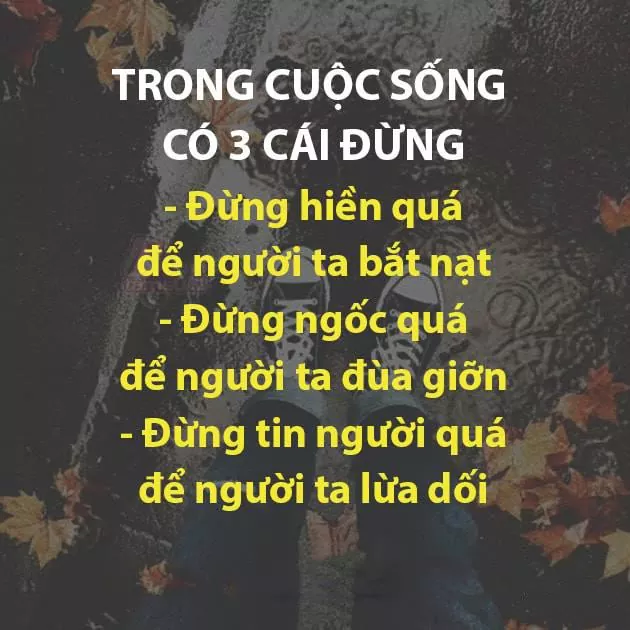 TRONG CUỘC SỐNG
CÓ 3 CÁI ĐỪNG
- Đừng hiền quá
để người ta bắt nạt
- Đừng ngốc quá
để người ta đùa giỡn
- Đừng tin người quá
để người ta lừa dối